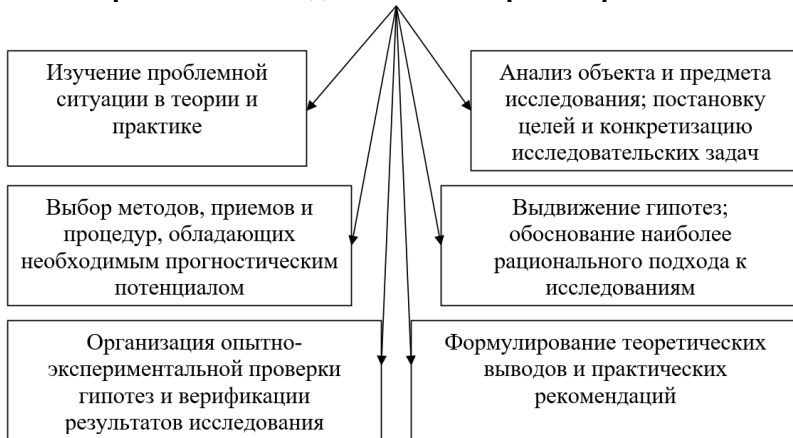 Изучение проблемной
ситуации в теории и
практике
Анализ объекта и предмета
исследования; постановку
целей и конкретизацию
исследовательских задач
Выбор методов, приемов и
процедур, обладающих
необходимым прогностическим
потенциалом
Выдвижение гипотез;
обоснование наиболее
рационального подхода к
исследованиям
Организация опытно-
экспериментальной проверки
гипотез и верификации
результатов исследования
Формулирование теоретических
выводов и практических
рекомендаций